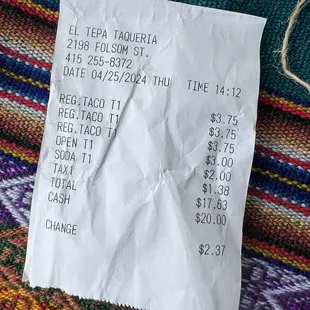 EL TEPA TAQUERIA
2198 FOLSOM ST.
415 255-8372
DATE 04/25/2024 THU TIME 14:12
REG.TACO T1 $3.75
REG.TACO T1 $3.75
REG.TACO T1 $3.75
OPEN T1 $3.00
SODA T1 $2.00
TAX1 $1.38
TOTAL $17.63
CASH $20.00
CHANGE $2.37